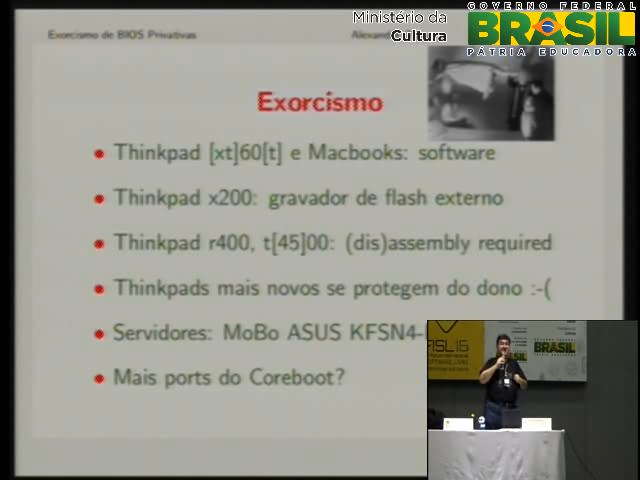 Exorcismo de BIOS Privativas
Alexand
Ministério da
Cultura
GOVERNO FEDERAL
BRASIL
PÁTRIA EDUCADORA
Exorcismo
Thinkpad [xt]60[t] e Macbooks: software
Thinkpad x200: gravador de flash externo
Thinkpad r400, t[45]00: (dis)assembly required
Thinkpads mais novos se protegem do dono :-(
Servidores: MoBo ASUS KFSN4-
Mais ports do Coreboot?
BRASIL